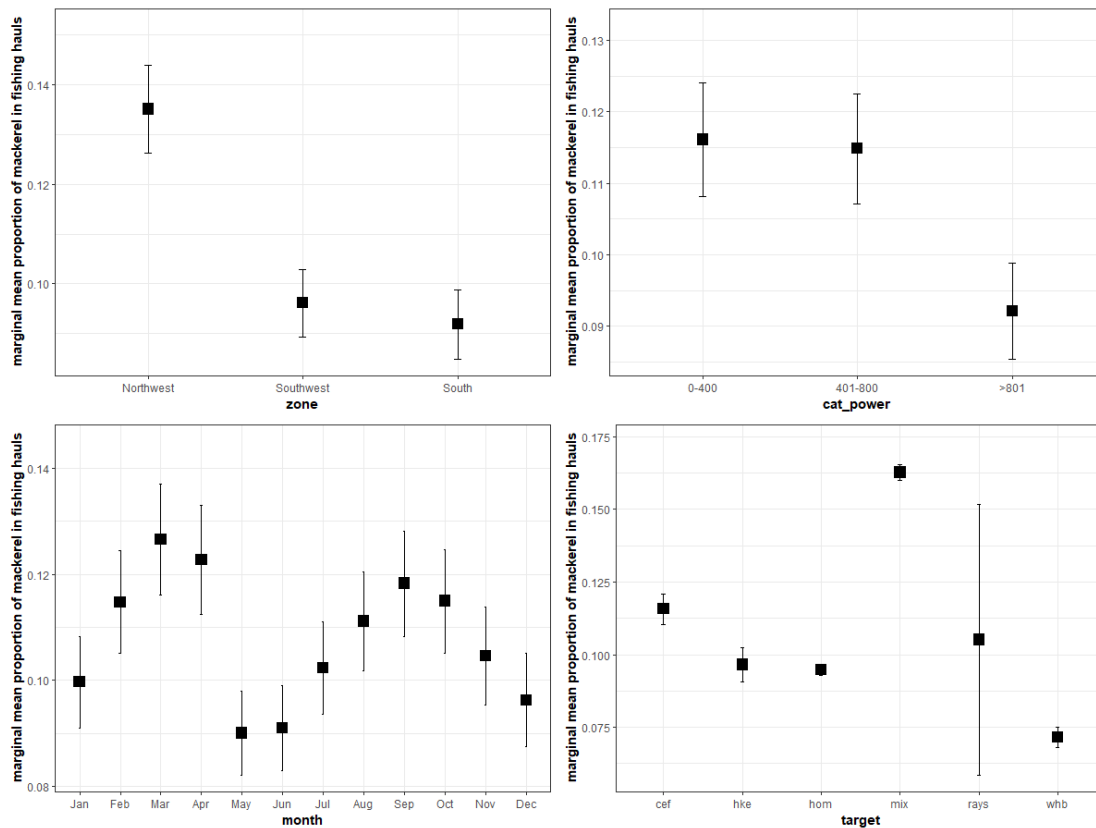 marginal mean proportion of mackerel in fishing hauls
0.14
0.12
0.10
Northwest Southwest South
zone
marginal mean proportion of mackerel in fishing hauls
0.13
0.12
0.11
0.10
0.09
0-400 401-800 >801
cat_power
marginal mean proportion of mackerel in fishing hauls
0.14
0.12
0.10
0.08
Jan Feb Mar Apr May Jun Jul Aug Sep Oct Nov Dec
month
marginal mean proportion of mackerel in fishing hauls
0.175
0.150
0.125
0.100
0.075
cef hke hom mix rays whb
target